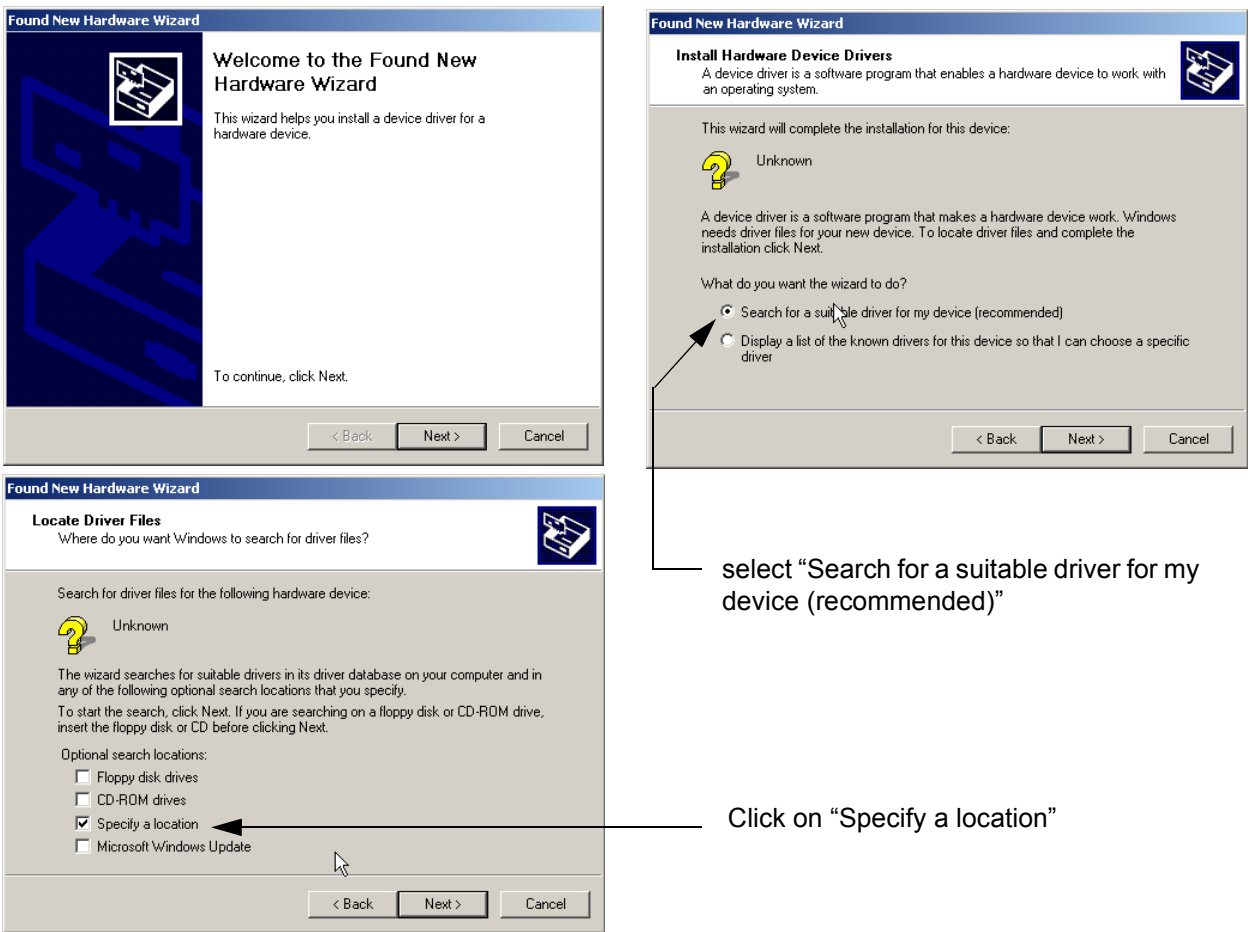 Found New Hardware Wizard
Welcome to the Found New
Hardware Wizard
This wizard helps you install a device driver for a
hardware device.
To continue, click Next.
< Back
Next >
Cancel
Found New Hardware Wizard
Install Hardware Device Drivers
A device driver is a software program that enables a hardware device to work with
an operating system.
This wizard will complete the installation for this device:
Unknown
A device driver is a software program that makes a hardware device work. Windows
needs driver files for your new device. To locate driver files and complete the
installation click Next.
What do you want the wizard to do?
Search for a suitable driver for my device (recommended)
Display a list of the known drivers for this device so that I can choose a specific
driver
< Back
Next >
Cancel
select “Search for a suitable driver for my
device (recommended)”
Found New Hardware Wizard
Locate Driver Files
Where do you want Windows to search for driver files?
Search for driver files for the following hardware device:
Unknown
The wizard searches for suitable drivers in its driver database on your computer and in
any of the following optional search locations that you specify.
To start the search, click Next. If you are searching on a floppy disk or CD-ROM drive,
insert the floppy disk or CD before clicking Next.
Optional search locations:
Floppy disk drives
CD-ROM drives
Specify a location
Microsoft Windows Update
< Back
Next >
Cancel
Click on “Specify a location”